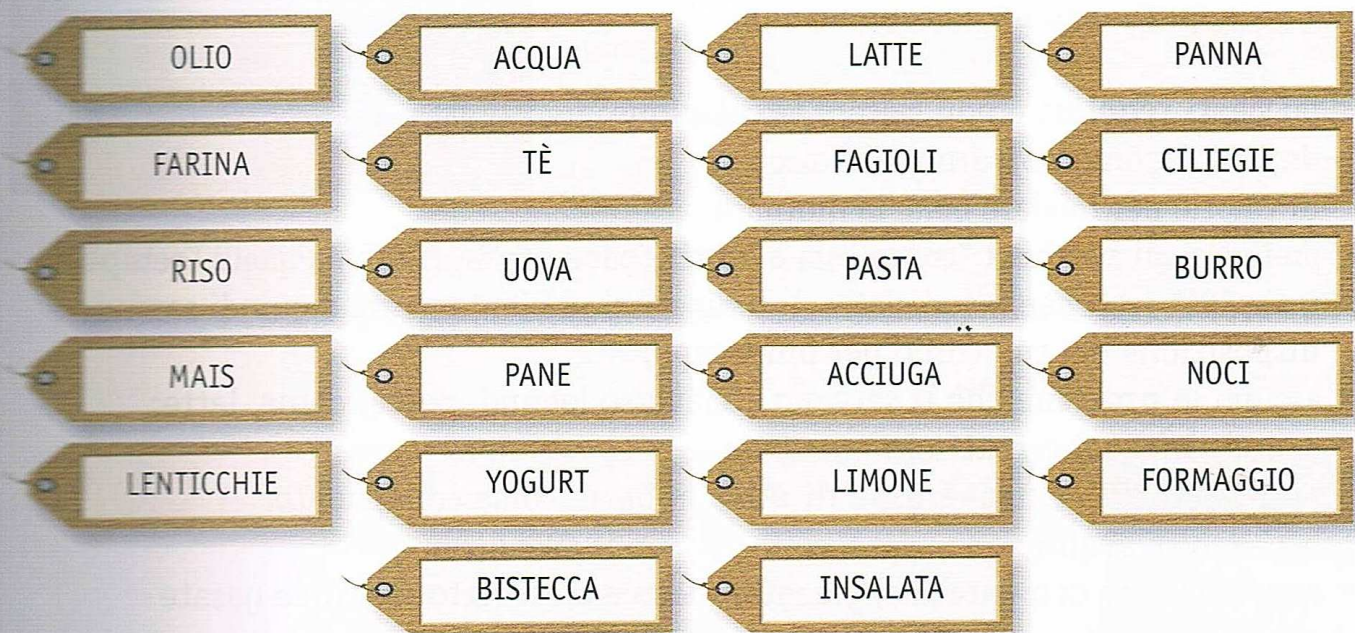 OLIO
ACQUA
LATTE
PANNA
FARINA
TÈ
FAGIOLI
CILIEGIE
RISO
UOVA
PASTA
BURRO
MAIS
PANE
ACCIUGA
NOCI
LENTICCHIE
YOGURT
LIMONE
FORMAGGIO
BISTECCA
INSALATA